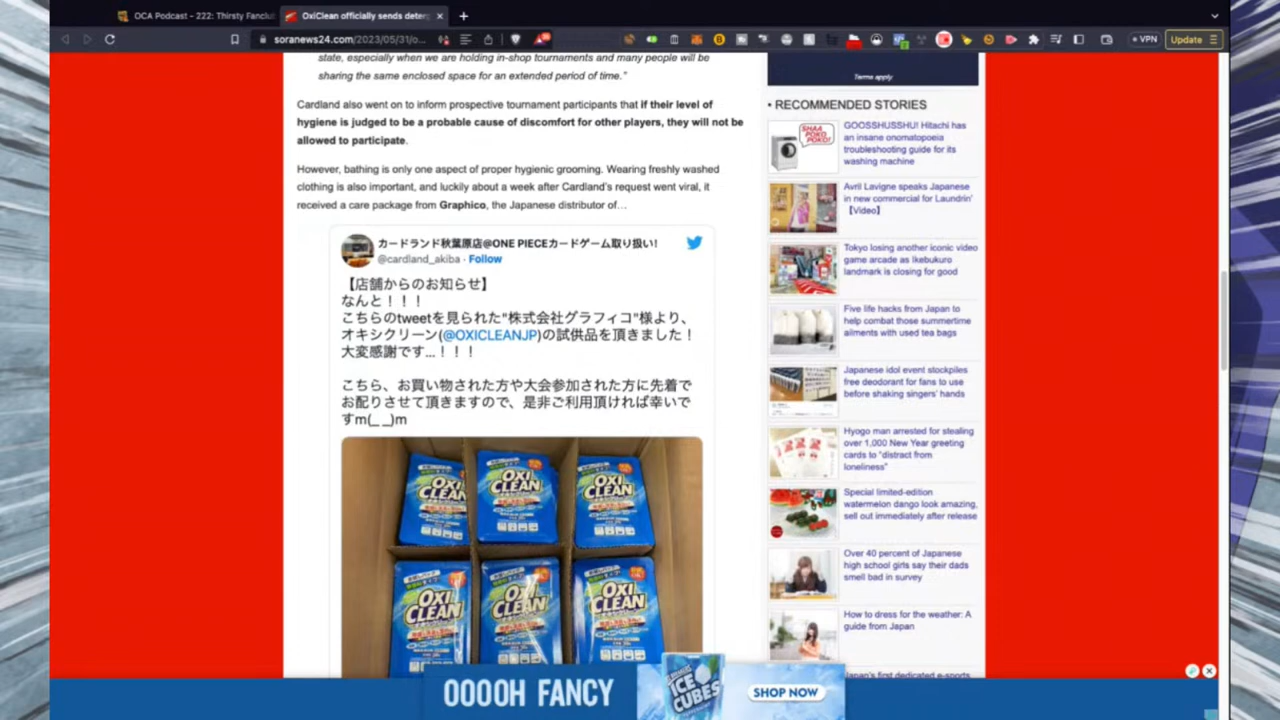 OCA Podcast - 222: Thirsty Fanclu
OxiClean officially sends deter
soranews24.com/2023/05/31/o...
VPN
Update
state, especially when we are holding in-shop tournaments and many people will be
sharing the same enclosed space for an extended period of time."
Cardland also went on to inform prospective tournament participants that if their level of
hygiene is judged to be a probable cause of discomfort for other players, they will not be
allowed to participate.
However, bathing is only one aspect of proper hygienic grooming. Wearing freshly washed
clothing is also important, and luckily about a week after Cardland's request went viral, it
received a care package from Graphico, the Japanese distributor of…
カードランド秋葉原店@ONE PIECEカードゲーム取り扱い!
@cardland_akiba · Follow
【店舗からのお知らせ】
なんと！！！
こちらのtweetを見られた"株式会社グラフィコ"様より、
オキシクリーン(@OXICLEANJP)の試供品を頂きました！
大変感謝です...！！！
こちら、お買い物された方や大会参加された方に先着で
お配りさせて頂きますので、是非ご利用頂ければ幸いで
すm(_ _)m
OXI CLEAN
OXI CLEAN
OXI CLEAN
OXI CLEAN
OXI CLEAN
OXI CLEAN
Terms apply
• RECOMMENDED STORIES
SHAA POKO POKO!
GOOSSHUSSHU! Hitachi has
an insane onomatopoeia
troubleshooting guide for its
washing machine
Avril Lavigne speaks Japanese
in new commercial for Laundrin'
【Video】
Tokyo losing another iconic video
game arcade as Ikebukuro
landmark is closing for good
Five life hacks from Japan to
help combat those summertime
ailments with used tea bags
Japanese idol event stockpiles
free deodorant for fans to use
before shaking singers' hands
Hyogo man arrested for stealing
over 1,000 New Year greeting
cards to "distract from
loneliness"
Special limited-edition
watermelon dango look amazing,
sell out immediately after release
Over 40 percent of Japanese
high school girls say their dads
smell bad in survey
How to dress for the weather: A
guide from Japan
Japan's first dedicated e-sports
OOOOH FANCY
ICE CUBES
SHOP NOW